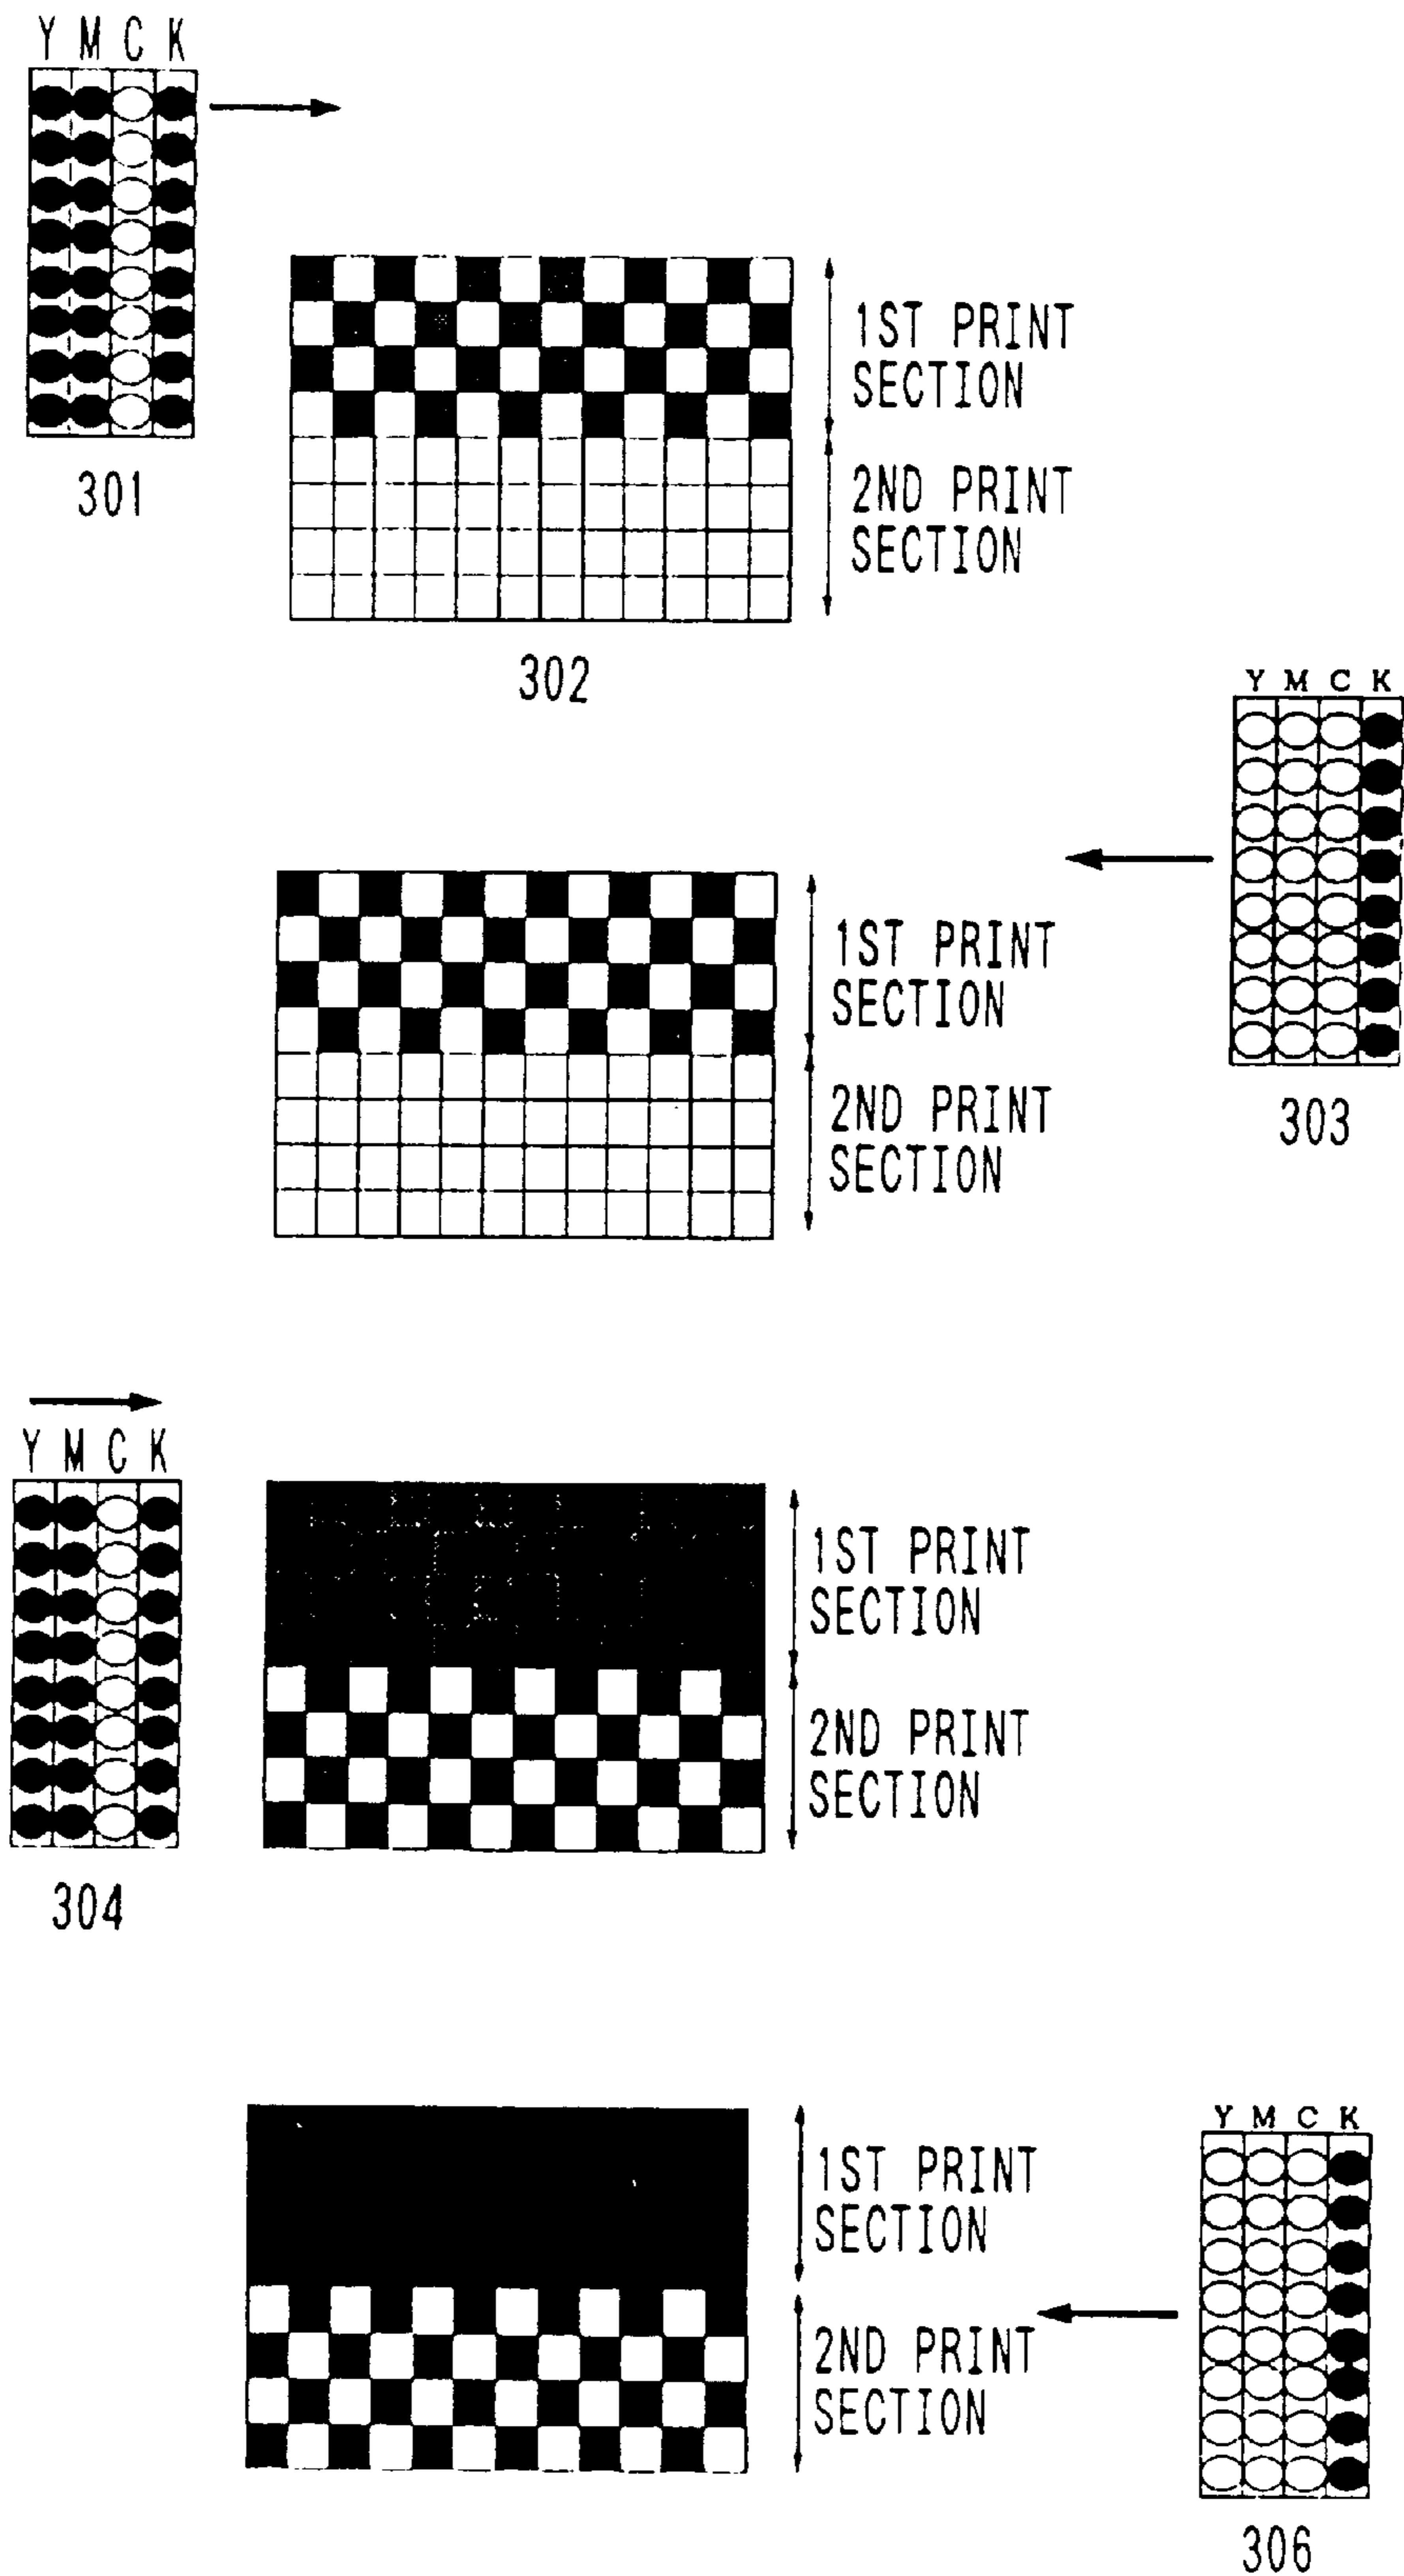 Y M C K
301
1ST PRINT
SECTION
2ND PRINT
SECTION
302
Y M C K
303
1ST PRINT
SECTION
2ND PRINT
SECTION
Y M C K
304
1ST PRINT
SECTION
2ND PRINT
SECTION
1ST PRINT
SECTION
2ND PRINT
SECTION
Y M C K
306